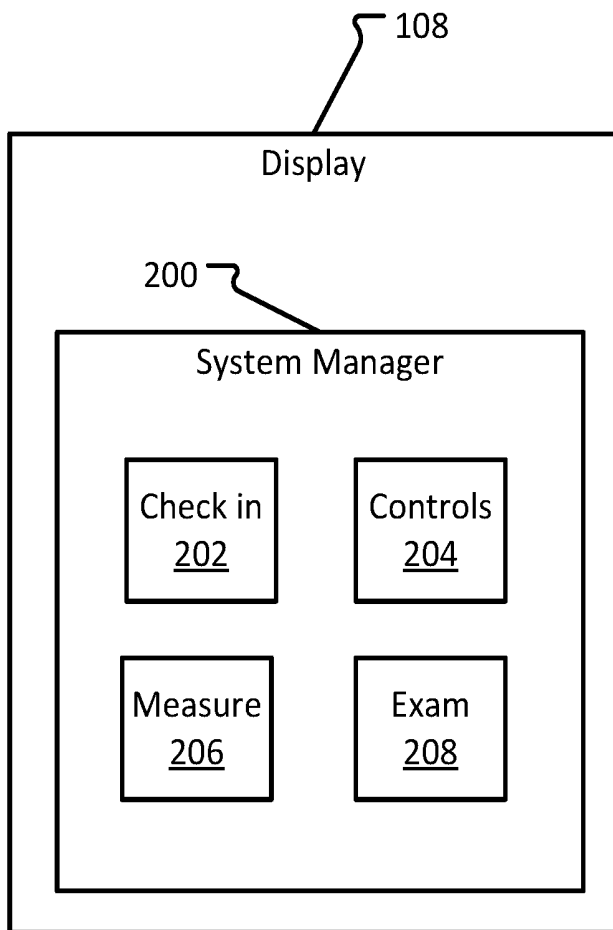 108
Display
200
System Manager
Check in
202
Controls
204
Measure
206
Exam
208